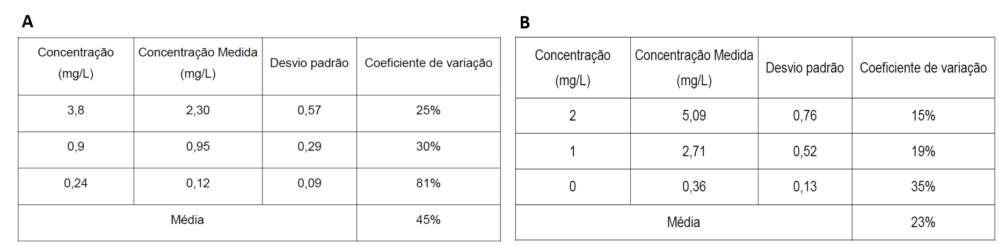 A
Concentração (mg/L) Concentração Medida (mg/L) Desvio padrão Coeficiente de variação
3,8 2,30 0,57 25%
0,9 0,95 0,29 30%
0,24 0,12 0,09 81%
Média 45%
B
Concentração (mg/L) Concentração Medida (mg/L) Desvio padrão Coeficiente de variação
2 5,09 0,76 15%
1 2,71 0,52 19%
0 0,36 0,13 35%
Média 23%